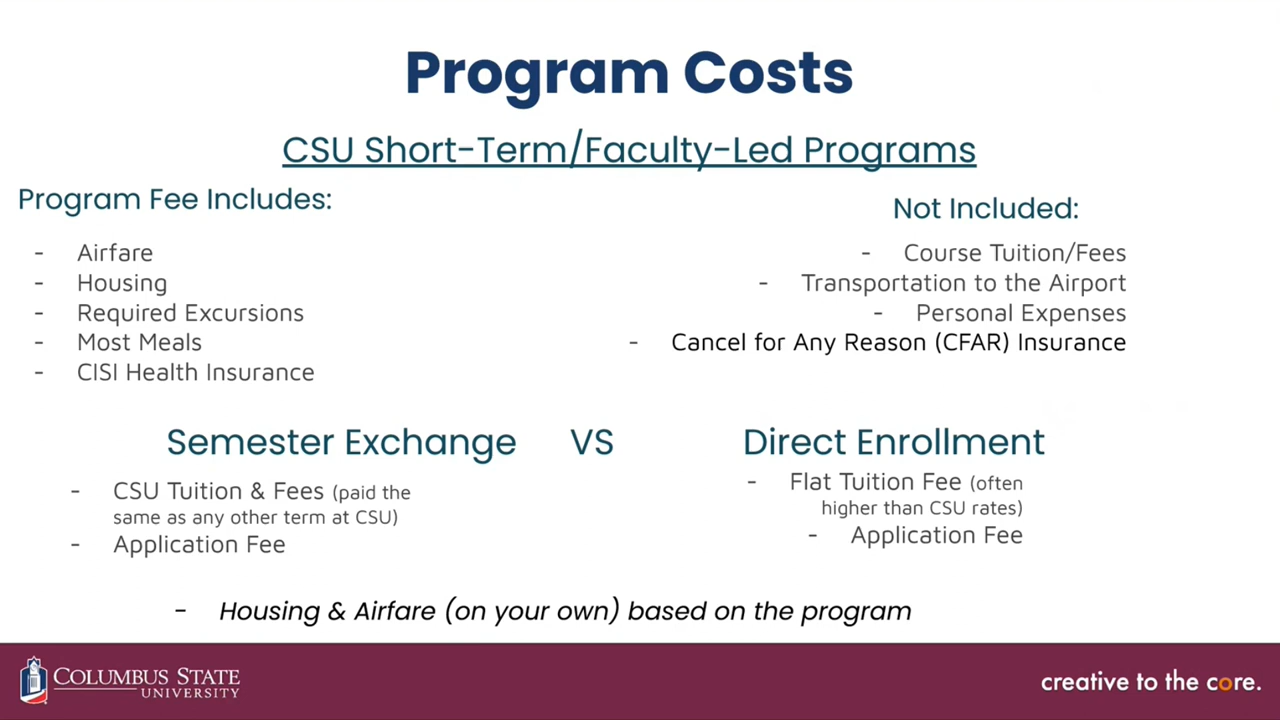 Program Costs
CSU Short-Term/Faculty-Led Programs
Program Fee Includes:
- Airfare
- Housing
- Required Excursions
- Most Meals
- CISI Health Insurance
Not Included:
- Course Tuition/Fees
- Transportation to the Airport
- Personal Expenses
- Cancel for Any Reason (CFAR) Insurance
Semester Exchange VS Direct Enrollment
- CSU Tuition & Fees (paid the
same as any other term at CSU)
- Application Fee
- Flat Tuition Fee (often
higher than CSU rates)
- Application Fee
- Housing & Airfare (on your own) based on the program
COLUMBUS STATE
UNIVERSITY
creative to the core.